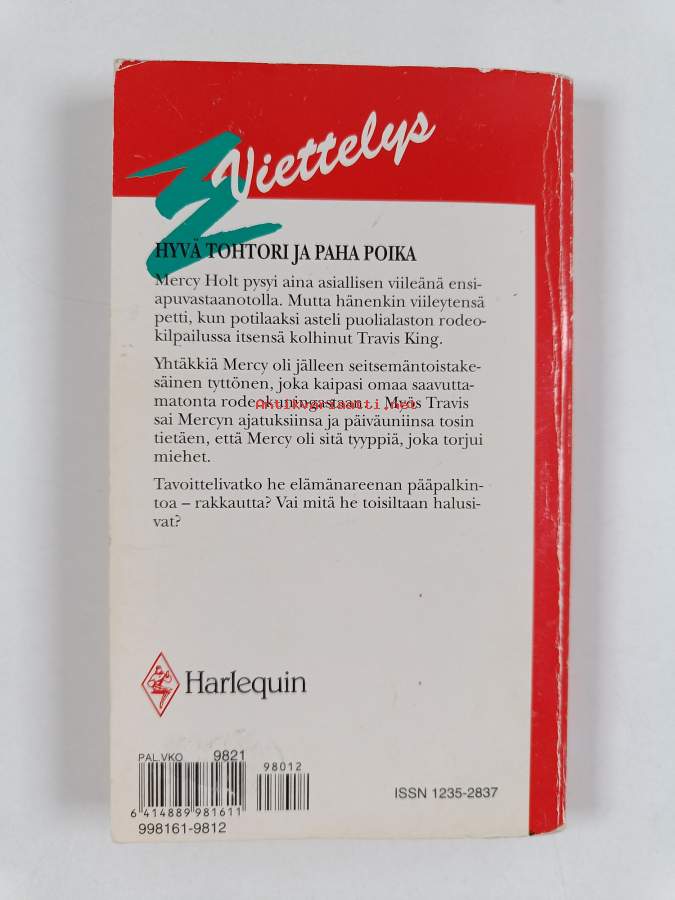 Viettelys
HYVÄ TOHTORI JA PAHA POIKA
Mercy Holt pysyi aina asiallisen viileänä ensi-
apuvastaanotolla. Mutta hänenkin viileytensä
petti, kun potilaaksi asteli puolialaston rodeo-
kilpailussa itsensä kolhinut Travis King.
Yhtäkkiä Mercy oli jälleen seitsemäntoistake-
säinen tyttönen, joka kaipasi omaa saavutta-
matonta rodeokuningastaan... Myös Travis
Antikvariaatti.net
sai Mercyn ajatuksiinsa ja päiväuniinsa tosin
tietäen, että Mercy oli sitä tyyppiä, joka torjui
miehet.
Tavoittelivatko he elämänareenan pääpalkin-
toa – rakkautta? Vai mitä he toisiltaan halusi-
vat?
Harlequin
PAL.VKO 9821
98012
ISSN 1235-2837
6 414889 981611
998161-9812